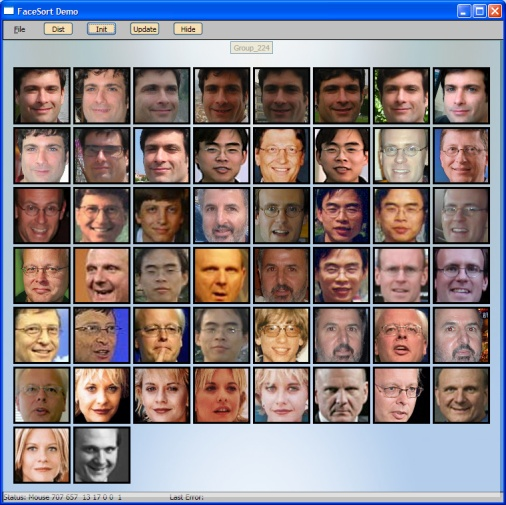 FaceSort Demo
File Dist Init Update Hide
Group_224
Status: Mouse 707 657 13 17 0 0 1 Last Error: